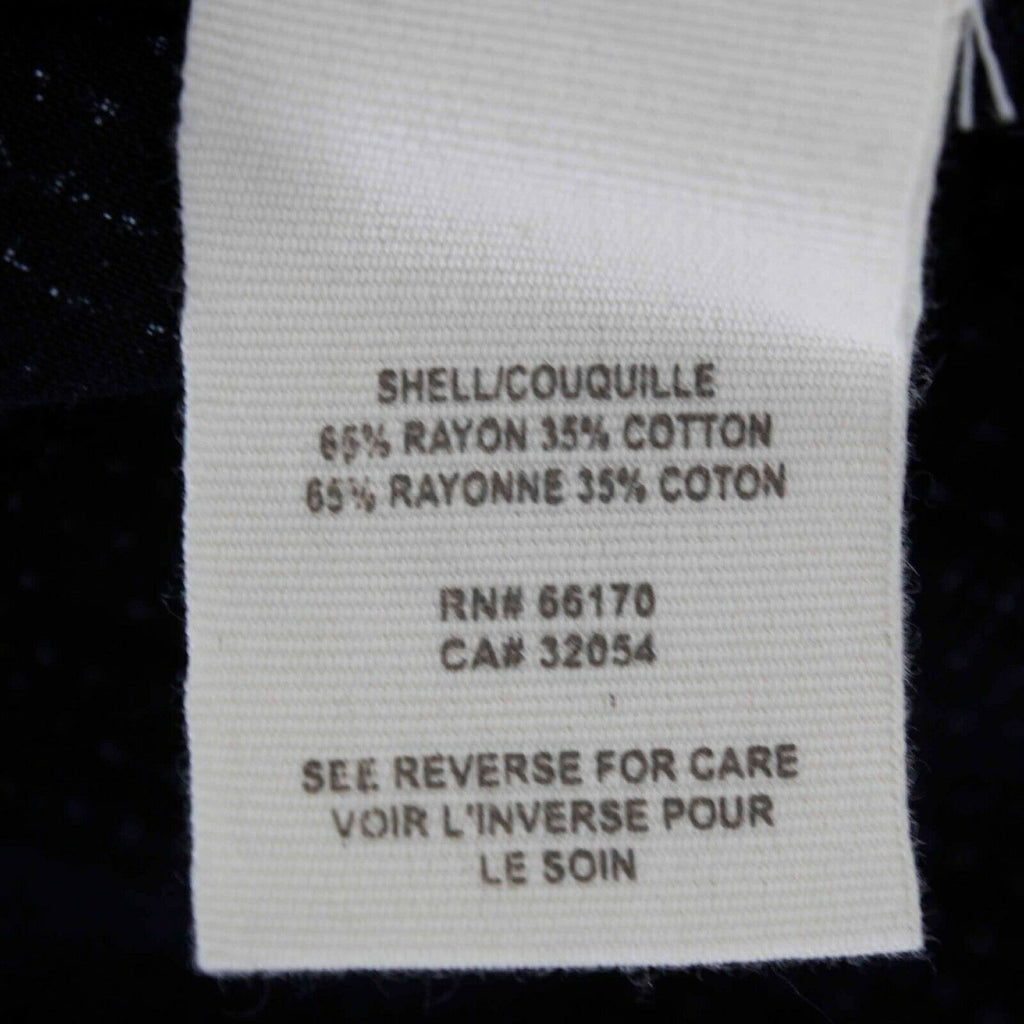 SHELL/COUQUILLE
65% RAYON 35% COTTON
65% RAYONNE 35% COTON
RN# 66170
CA# 32054
SEE REVERSE FOR CARE
VOIR L'INVERSE POUR
LE SOIN